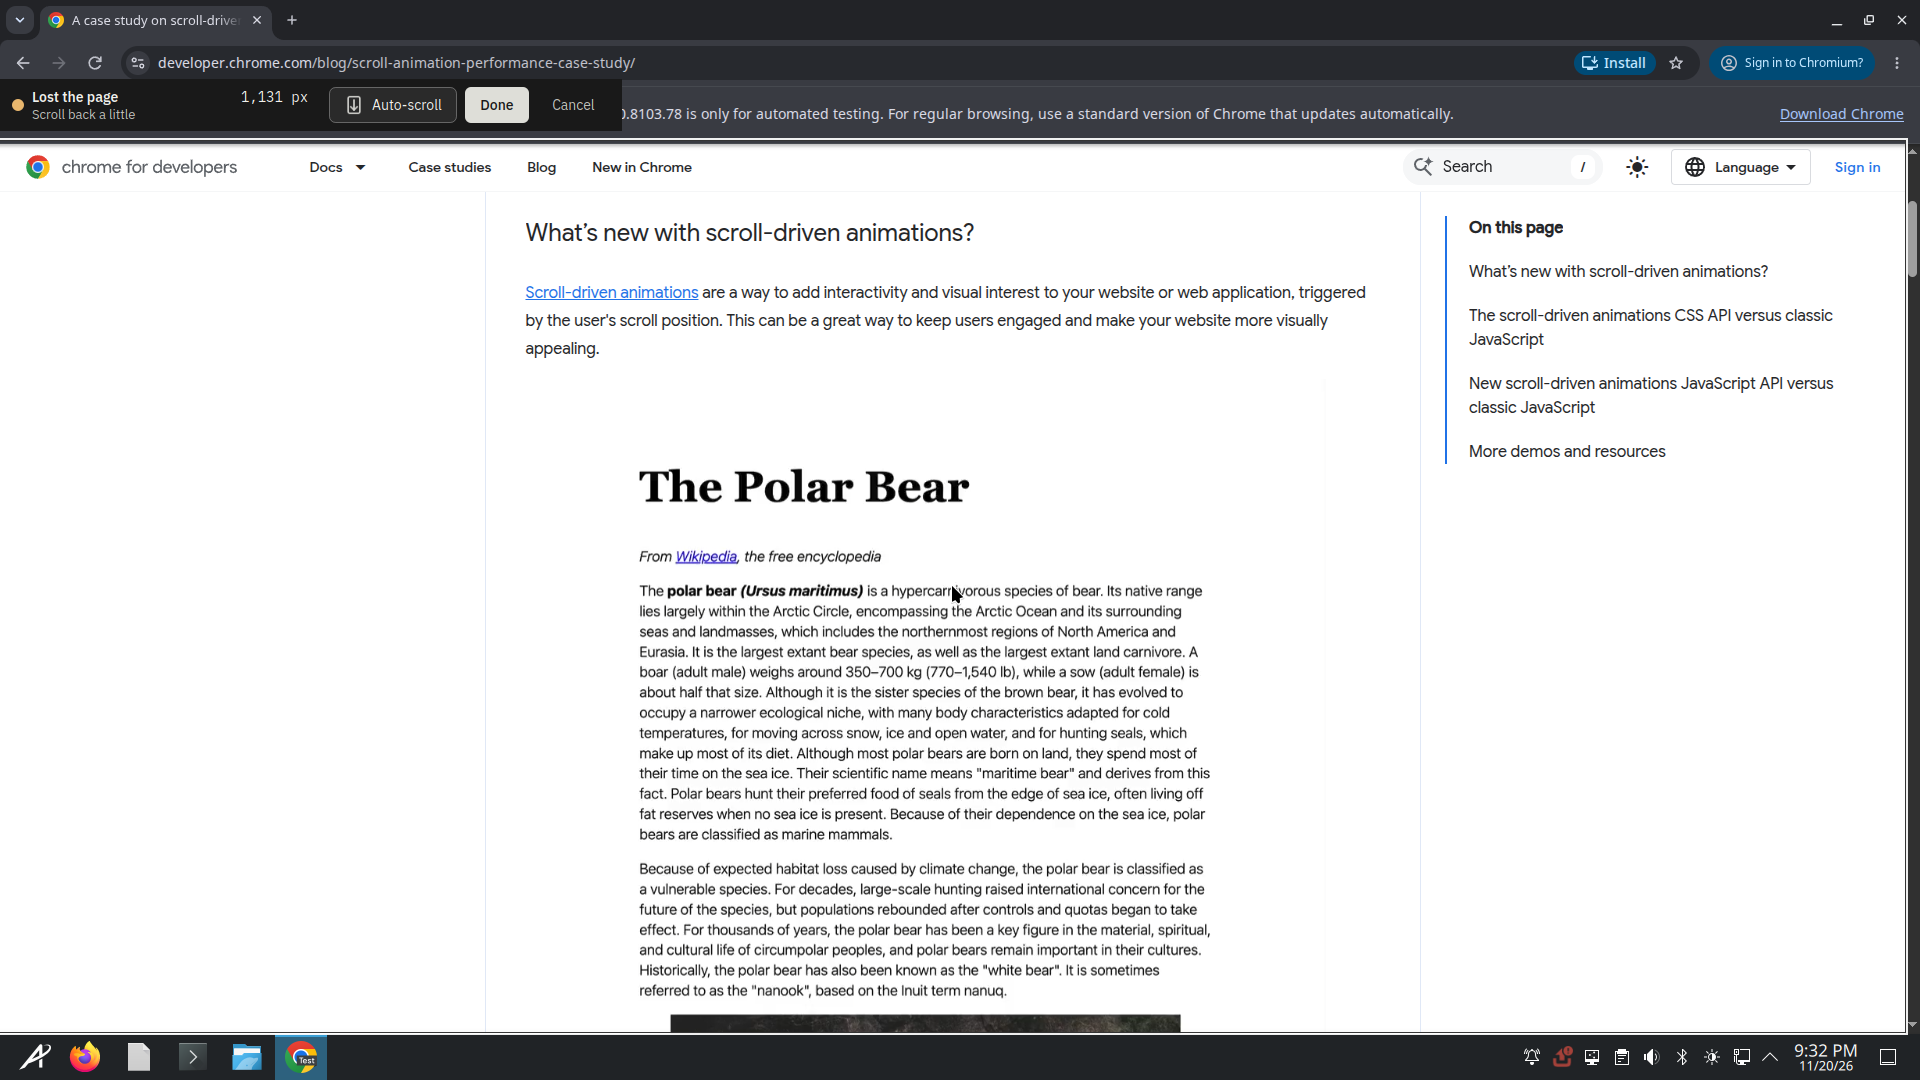 A case study on scroll-drive
developer.chrome.com/blog/scroll-animation-performance-case-study/
Install
Sign in to Chromium?
Lost the page
Scroll back a little
1,131 px
Auto-scroll
Done
Cancel
0.8103.78 is only for automated testing. For regular browsing, use a standard version of Chrome that updates automatically.
Download Chrome
chrome for developers
Docs
Case studies
Blog
New in Chrome
Search
/
Language
Sign in
What's new with scroll-driven animations?
Scroll-driven animations are a way to add interactivity and visual interest to your website or web application, triggered
by the user's scroll position. This can be a great way to keep users engaged and make your website more visually
appealing.
The Polar Bear
From Wikipedia, the free encyclopedia
The polar bear (Ursus maritimus) is a hypercarnivorous species of bear. Its native range
lies largely within the Arctic Circle, encompassing the Arctic Ocean and its surrounding
seas and landmasses, which includes the northernmost regions of North America and
Eurasia. It is the largest extant bear species, as well as the largest extant land carnivore. A
boar (adult male) weighs around 350–700 kg (770–1,540 lb), while a sow (adult female) is
about half that size. Although it is the sister species of the brown bear, it has evolved to
occupy a narrower ecological niche, with many body characteristics adapted for cold
temperatures, for moving across snow, ice and open water, and for hunting seals, which
make up most of its diet. Although most polar bears are born on land, they spend most of
their time on the sea ice. Their scientific name means "maritime bear" and derives from this
fact. Polar bears hunt their preferred food of seals from the edge of sea ice, often living off
fat reserves when no sea ice is present. Because of their dependence on the sea ice, polar
bears are classified as marine mammals.
Because of expected habitat loss caused by climate change, the polar bear is classified as
a vulnerable species. For decades, large-scale hunting raised international concern for the
future of the species, but populations rebounded after controls and quotas began to take
effect. For thousands of years, the polar bear has been a key figure in the material, spiritual,
and cultural life of circumpolar peoples, and polar bears remain important in their cultures.
Historically, the polar bear has also been known as the "white bear". It is sometimes
referred to as the "nanook", based on the Inuit term nanuq.
On this page
What's new with scroll-driven animations?
The scroll-driven animations CSS API versus classic
JavaScript
New scroll-driven animations JavaScript API versus
classic JavaScript
More demos and resources
Test
9:32 PM
11/20/26